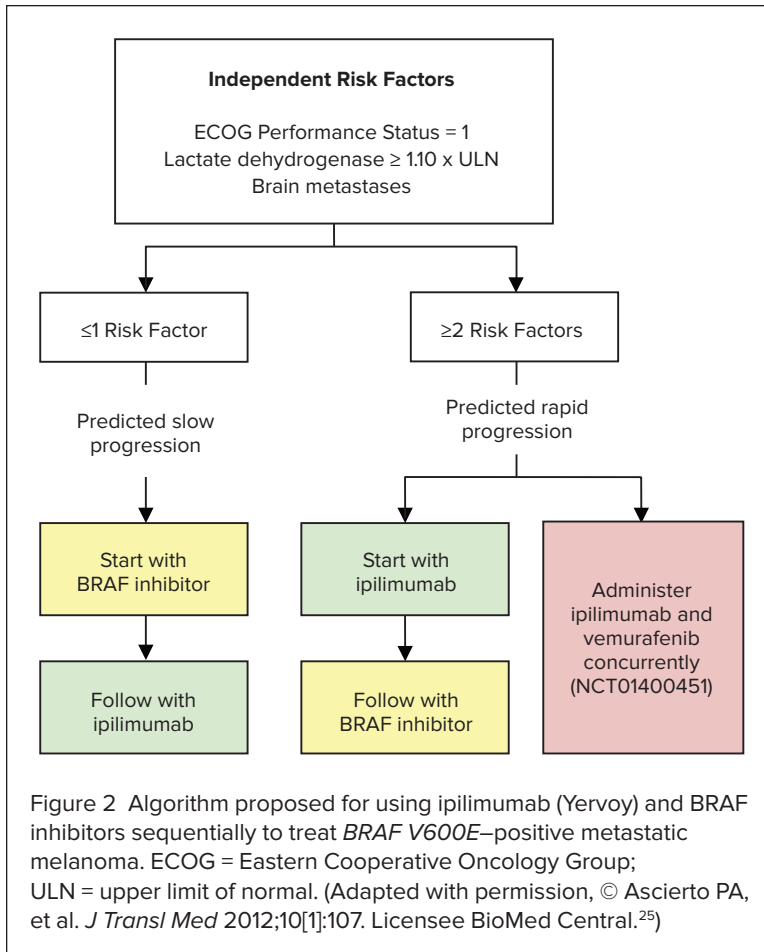 Independent Risk Factors
ECOG Performance Status = 1
Lactate dehydrogenase ≥ 1.10 x ULN
Brain metastases
≤1 Risk Factor
≥2 Risk Factors
Predicted slow
progression
Predicted rapid
progression
Start with
BRAF inhibitor
Start with
ipilimumab
Administer
ipilimumab and
vemurafenib
concurrently
(NCT01400451)
Follow with
ipilimumab
Follow with
BRAF inhibitor
Figure 2 Algorithm proposed for using ipilimumab (Yervoy) and BRAF
inhibitors sequentially to treat BRAF V600E–positive metastatic
melanoma. ECOG = Eastern Cooperative Oncology Group;
ULN = upper limit of normal. (Adapted with permission, © Ascierto PA,
et al. J Transl Med 2012;10[1]:107. Licensee BioMed Central.25)